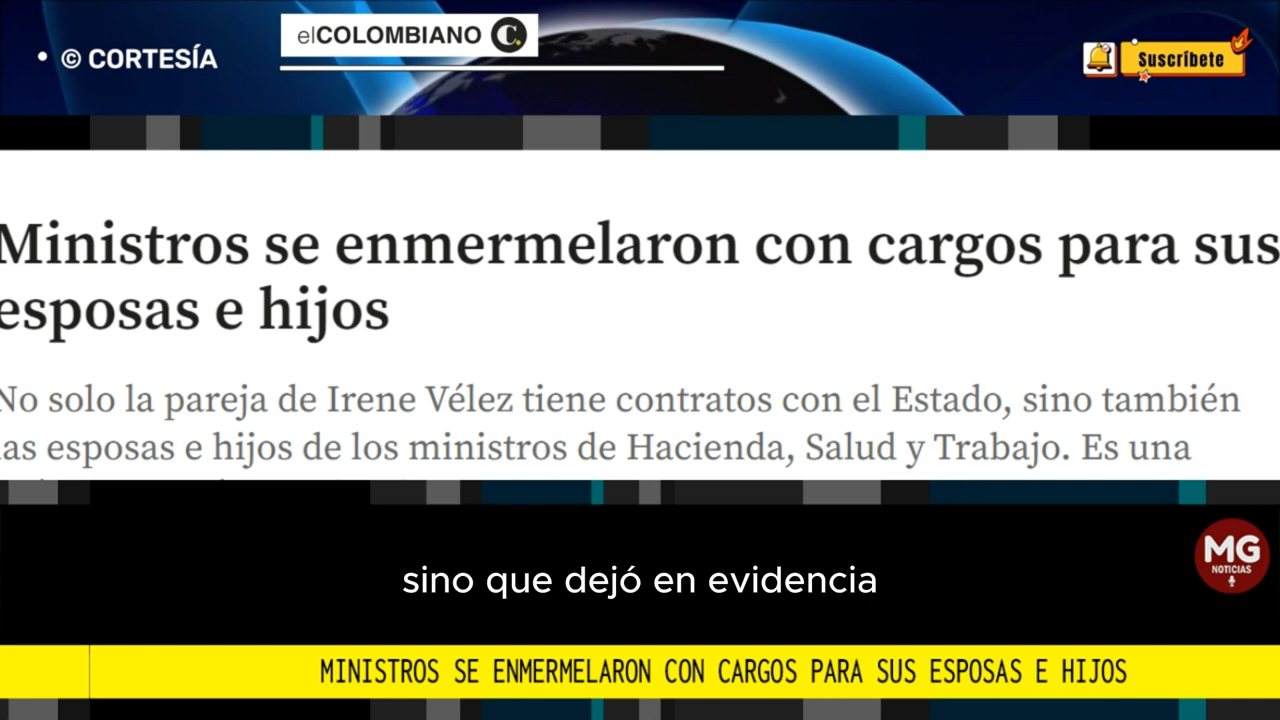 • © CORTESÍA
elCOLOMBIANO C.
Suscríbete
Ministros se enmermelaron con cargos para sus
esposas e hijos
No solo la pareja de Irene Vélez tiene contratos con el Estado, sino también
las esposas e hijos de los ministros de Hacienda, Salud y Trabajo. Es una
sino que dejó en evidencia
MG
NOTICIAS
MINISTROS SE ENMERMELARON CON CARGOS PARA SUS ESPOSAS E HIJOS